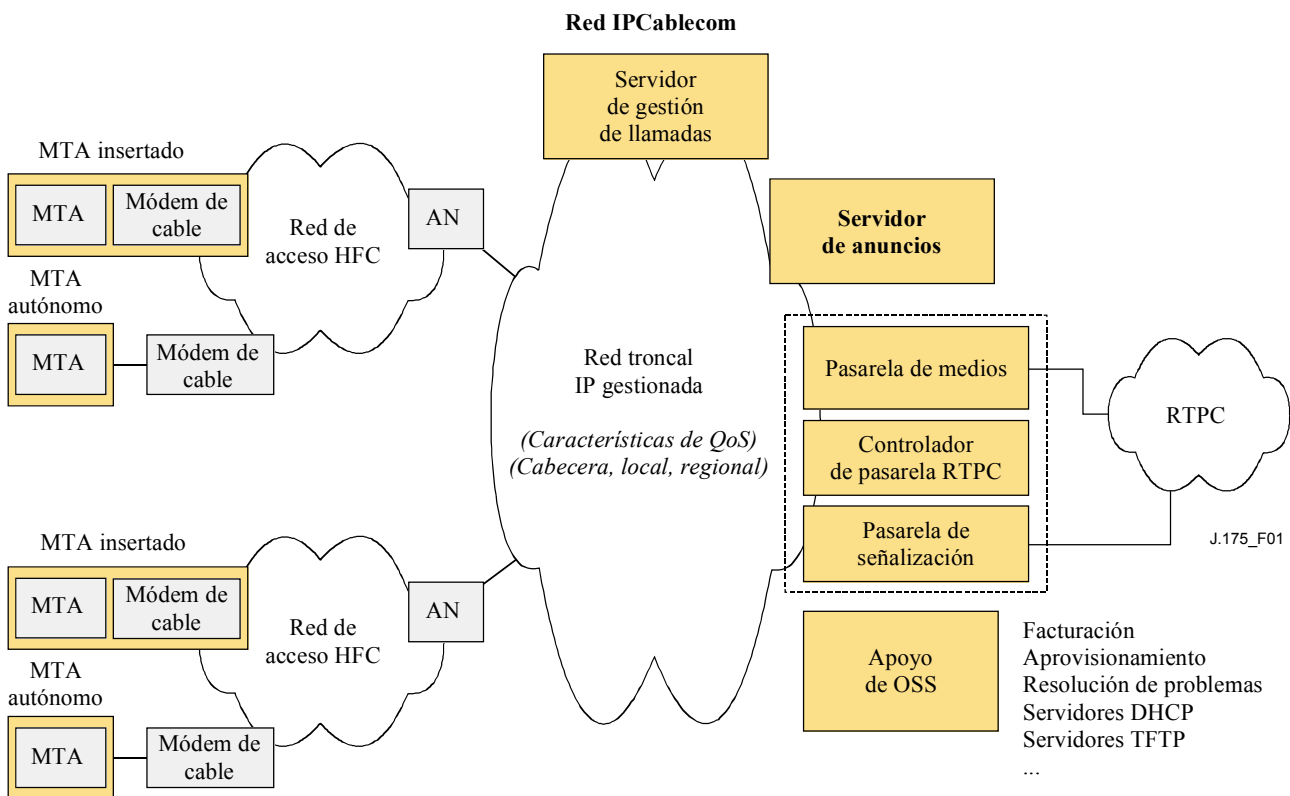 Red IPCablecom
Servidor
de gestión
de llamadas
MTA insertado
MTA
Módem de
cable
Red de
acceso HFC
AN
MTA
autónomo
MTA
Módem de
cable
Servidor
de anuncios
Red troncal
IP gestionada
(Características de QoS)
(Cabecera, local, regional)
Pasarela de medios
Controlador
de pasarela RTPC
Pasarela de
señalización
RTPC
J.175_F01
MTA insertado
MTA
Módem de
cable
Red de
acceso HFC
AN
MTA
autónomo
MTA
Módem de
cable
Apoyo
de OSS
Facturación
Aprovisionamiento
Resolución de problemas
Servidores DHCP
Servidores TFTP
...